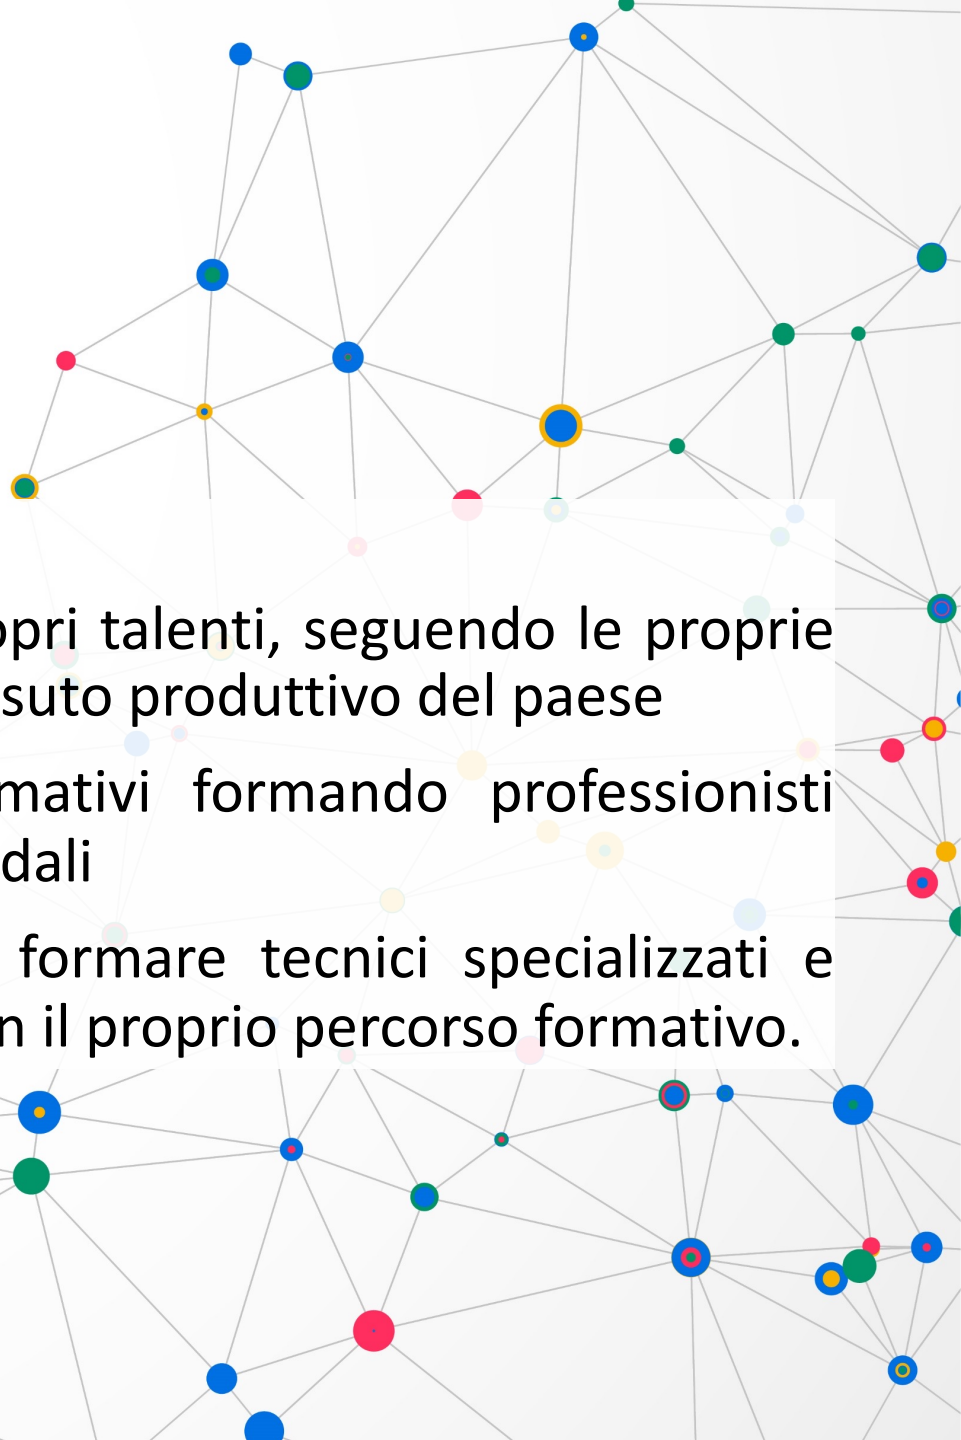 opri talenti, seguendo le proprie
suto produttivo del paese
mativi formando professionisti
dali
formare tecnici specializzati e
n il proprio percorso formativo.